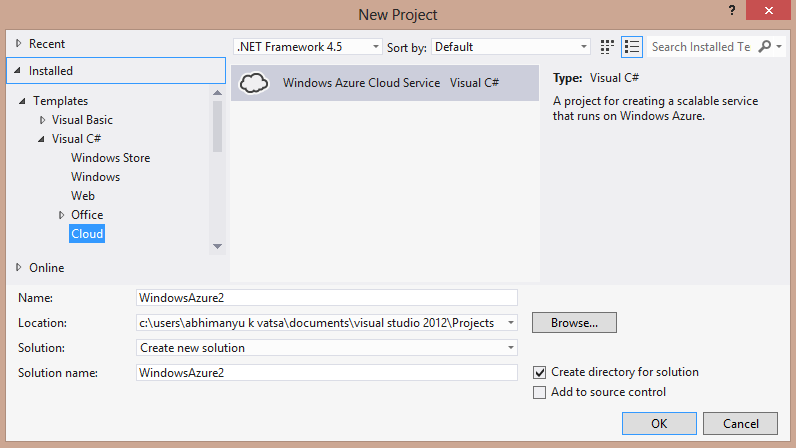 New Project
?
Recent
.NET Framework 4.5
Sort by: Default
Search Installed Te
Installed
Templates
Visual Basic
Visual C#
Windows Store
Windows
Web
Office
Cloud
Online
Windows Azure Cloud Service Visual C#
Type: Visual C#
A project for creating a scalable service
that runs on Windows Azure.
Name: WindowsAzure2
Location: c:\users\abhimanyu k vatsa\documents\visual studio 2012\Projects
Browse...
Solution: Create new solution
Solution name: WindowsAzure2
Create directory for solution
Add to source control
OK
Cancel